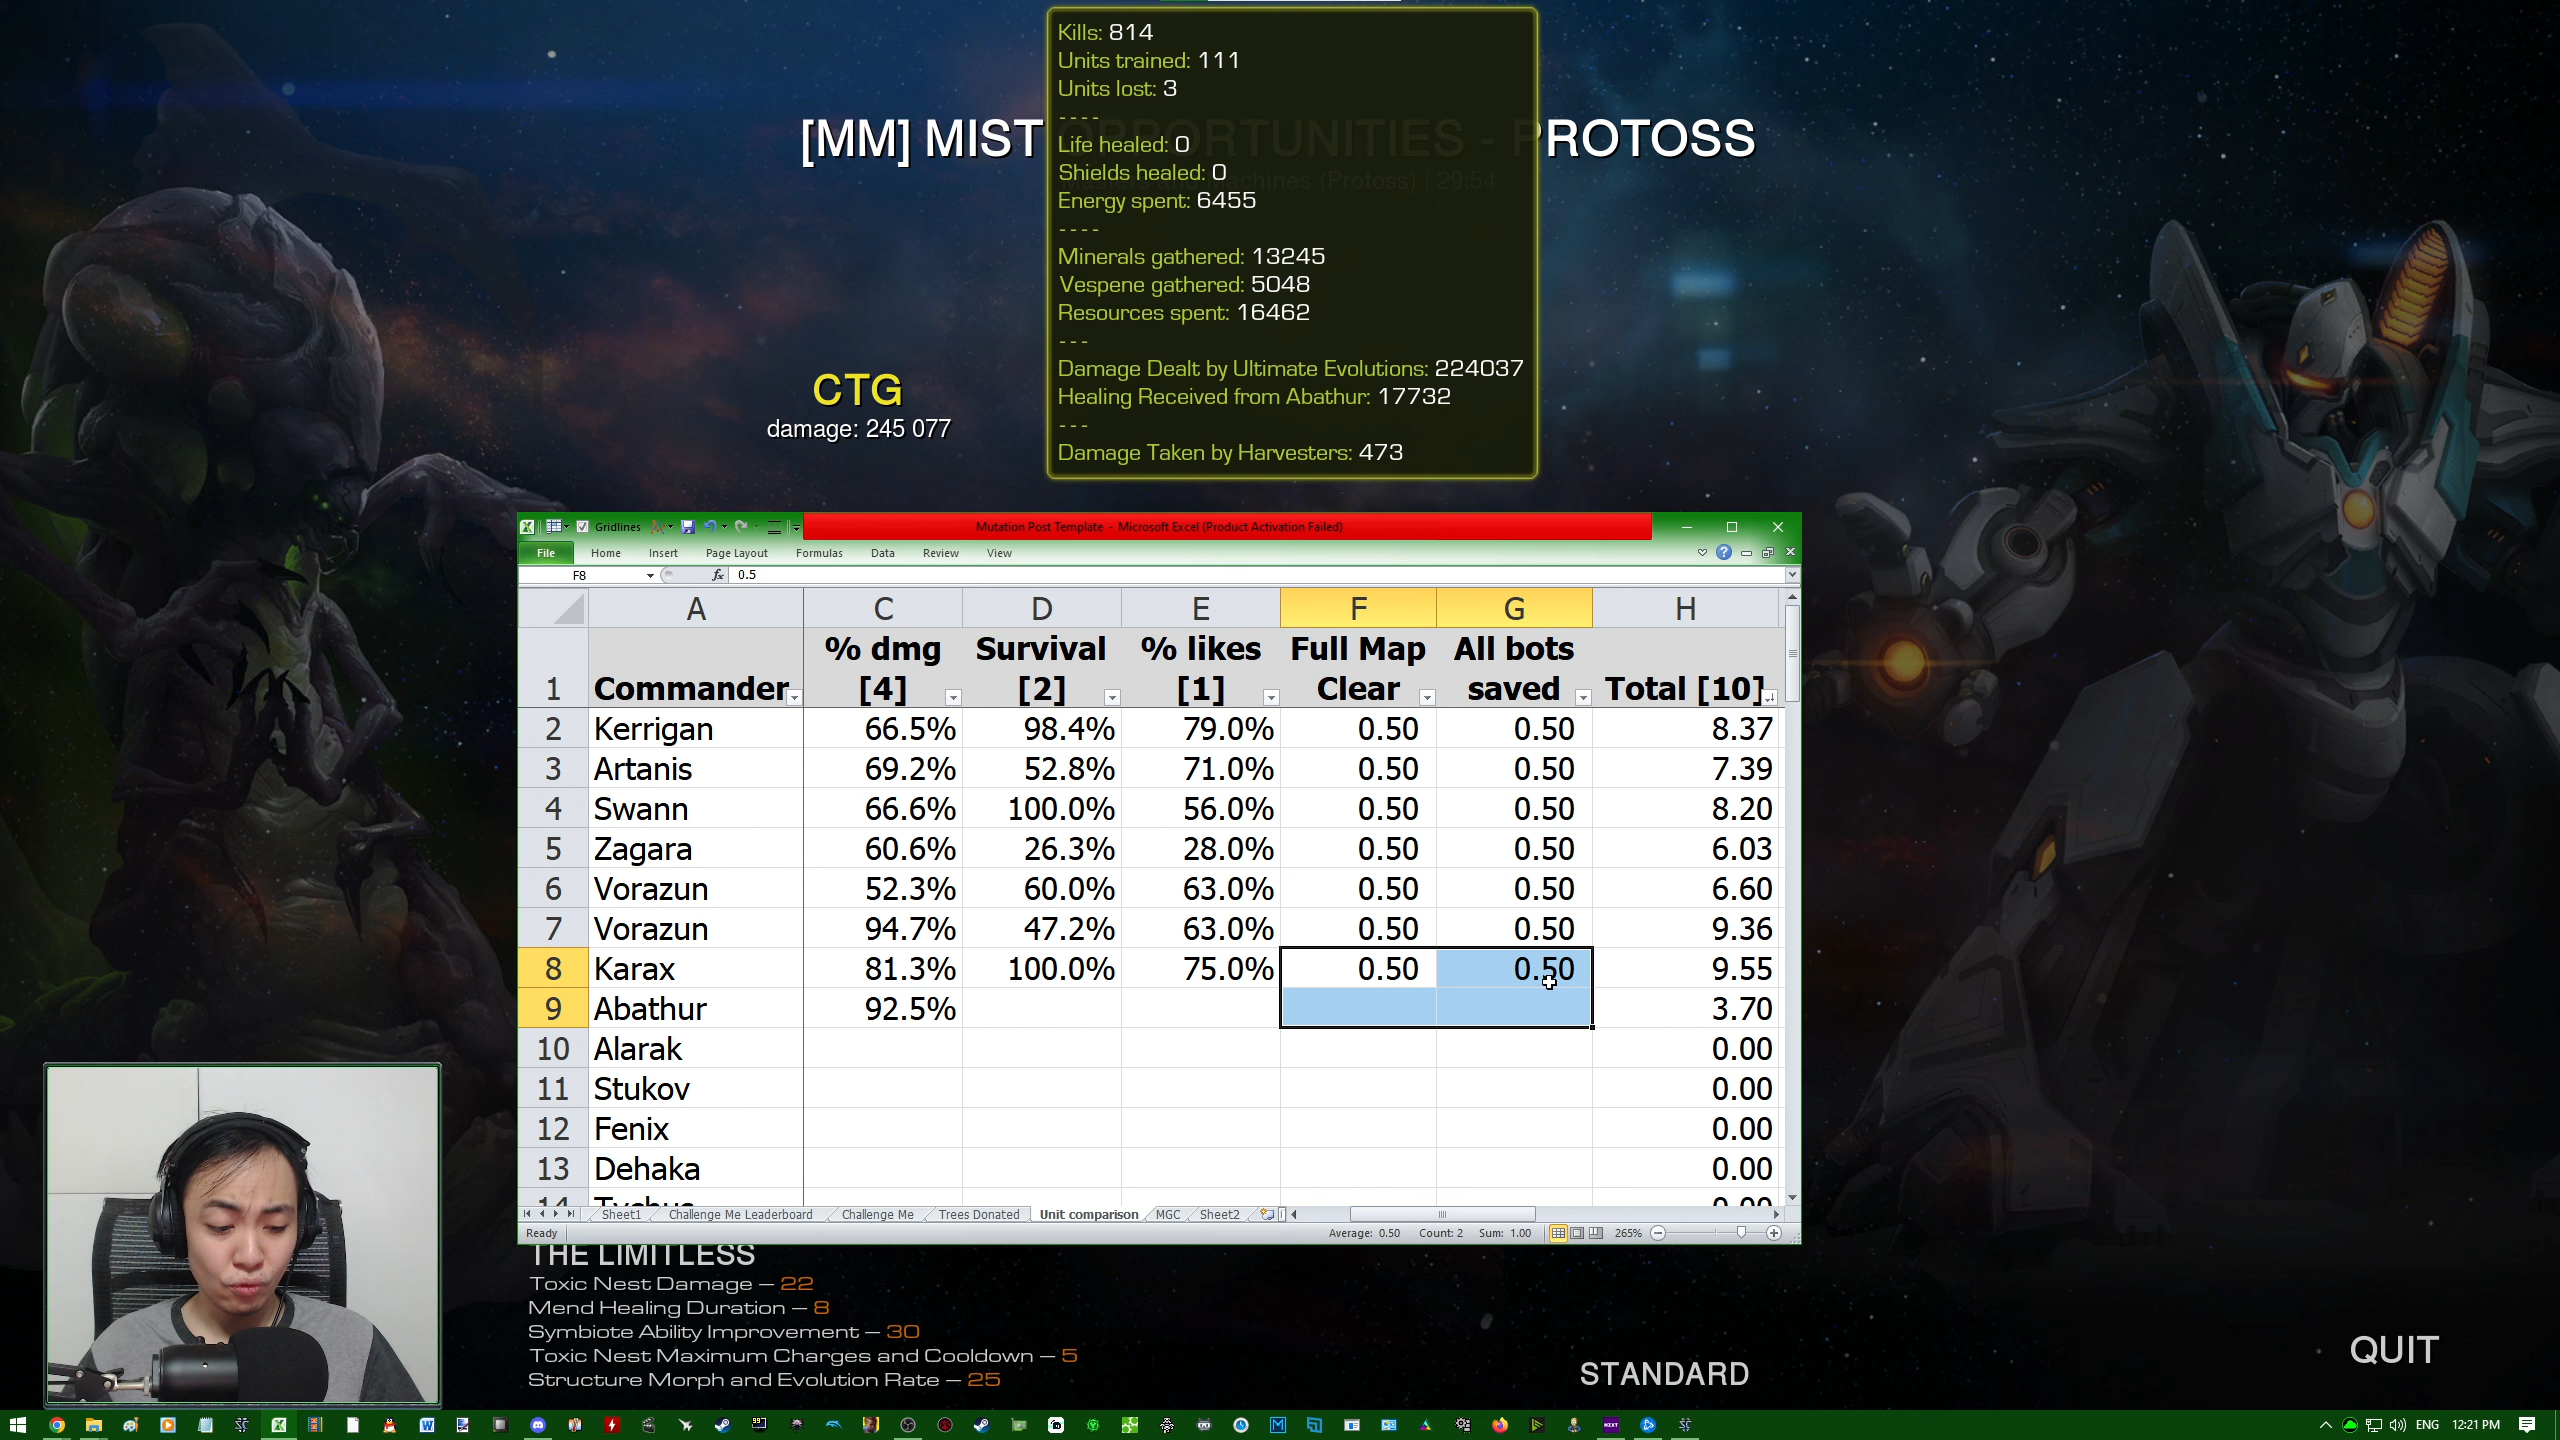 Kills: 814
Units trained: 111
Units lost: 3
----
[MM] MIST OPPORTUNITIES - PROTOSS
Life healed: 0
Shields healed: 0
Masters and Machines (Protoss) | 29:54
Energy spent: 6455
----
Minerals gathered: 13245
Vespene gathered: 5048
Resources spent: 16462
---
Damage Dealt by Ultimate Evolutions: 224037
Healing Received from Abathur: 17732
---
Damage Taken by Harvesters: 473
CTG
damage: 245 077
Gridlines
Mutation Post Template - Microsoft Excel (Product Activation Failed)
File Home Insert Page Layout Formulas Data Review View
F8 fx 0.5
A C D E F G H
1 Commander % dmg [4] Survival [2] % likes [1] Full Map Clear All bots saved Total [10]
2 Kerrigan 66.5% 98.4% 79.0% 0.50 0.50 8.37
3 Artanis 69.2% 52.8% 71.0% 0.50 0.50 7.39
4 Swann 66.6% 100.0% 56.0% 0.50 0.50 8.20
5 Zagara 60.6% 26.3% 28.0% 0.50 0.50 6.03
6 Vorazun 52.3% 60.0% 63.0% 0.50 0.50 6.60
7 Vorazun 94.7% 47.2% 63.0% 0.50 0.50 9.36
8 Karax 81.3% 100.0% 75.0% 0.50 0.50 9.55
9 Abathur 92.5% 3.70
10 Alarak 0.00
11 Stukov 0.00
12 Fenix 0.00
13 Dehaka 0.00
Sheet1 Challenge Me Leaderboard Challenge Me Trees Donated Unit comparison MGC Sheet2
Ready Average: 0.50 Count: 2 Sum: 1.00 265%
THE LIMITLESS
Toxic Nest Damage – 22
Mend Healing Duration – 8
Symbiote Ability Improvement – 30
Toxic Nest Maximum Charges and Cooldown – 5
Structure Morph and Evolution Rate – 25
STANDARD
QUIT
ENG 12:21 PM